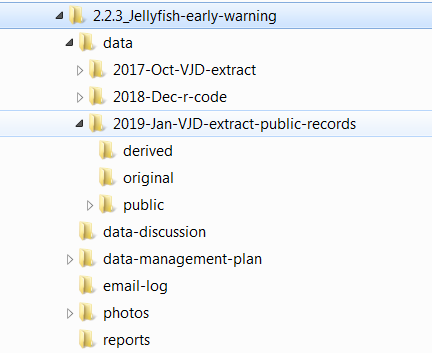 2.2.3_Jellyfish-early-warning
data
2017-Oct-VJD-extract
2018-Dec-r-code
2019-Jan-VJD-extract-public-records
derived
original
public
data-discussion
data-management-plan
email-log
photos
reports